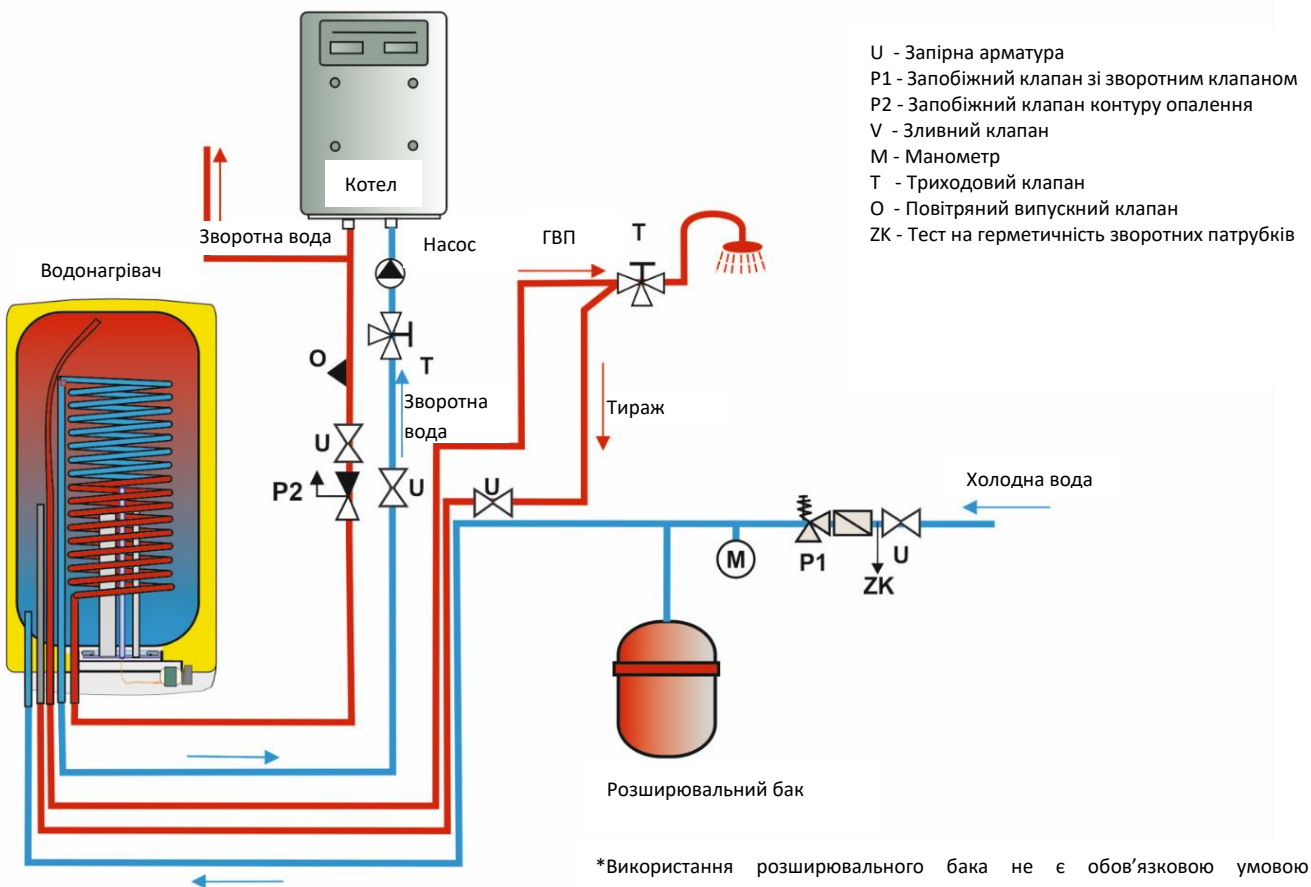 U - Запірна арматура
P1 - Запобіжний клапан зі зворотним клапаном
P2 - Запобіжний клапан контуру опалення
V - Зливний клапан
M - Манометр
T - Триходовий клапан
O - Повітряний випускний клапан
ZK - Тест на герметичність зворотних патрубків
Котел
Зворотна вода
Насос
ГВП
T
Водонагрівач
O
T
Зворотна
вода
Тираж
U
P2
U
U
Холодна вода
M
P1
U
ZK
Розширювальний бак
*Використання розширювального бака не є обов’язковою умовою